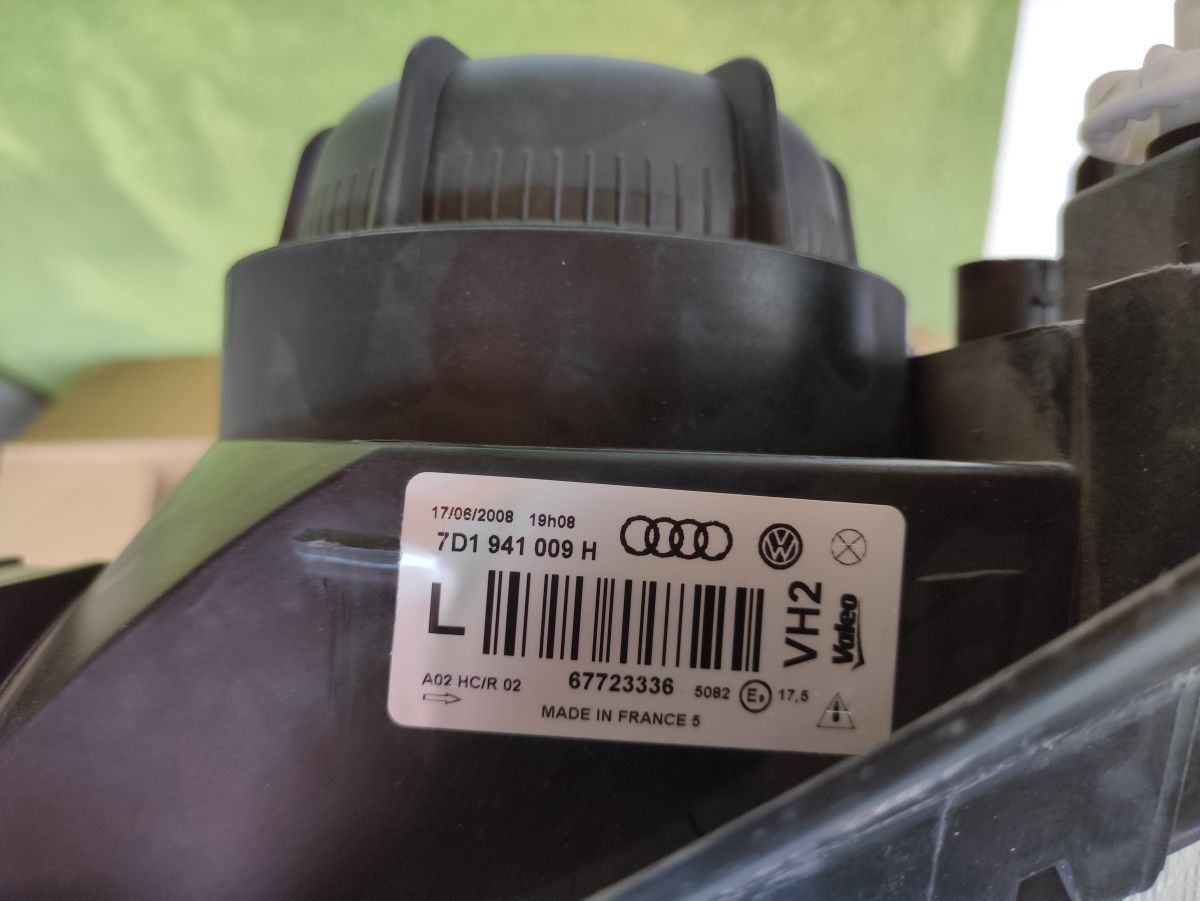 17/06/2008 19h08
7D1 941 009 H
L
VH2
Valeo
A02 HC/R 02
67723336
5082 E9 17,5
MADE IN FRANCE 5